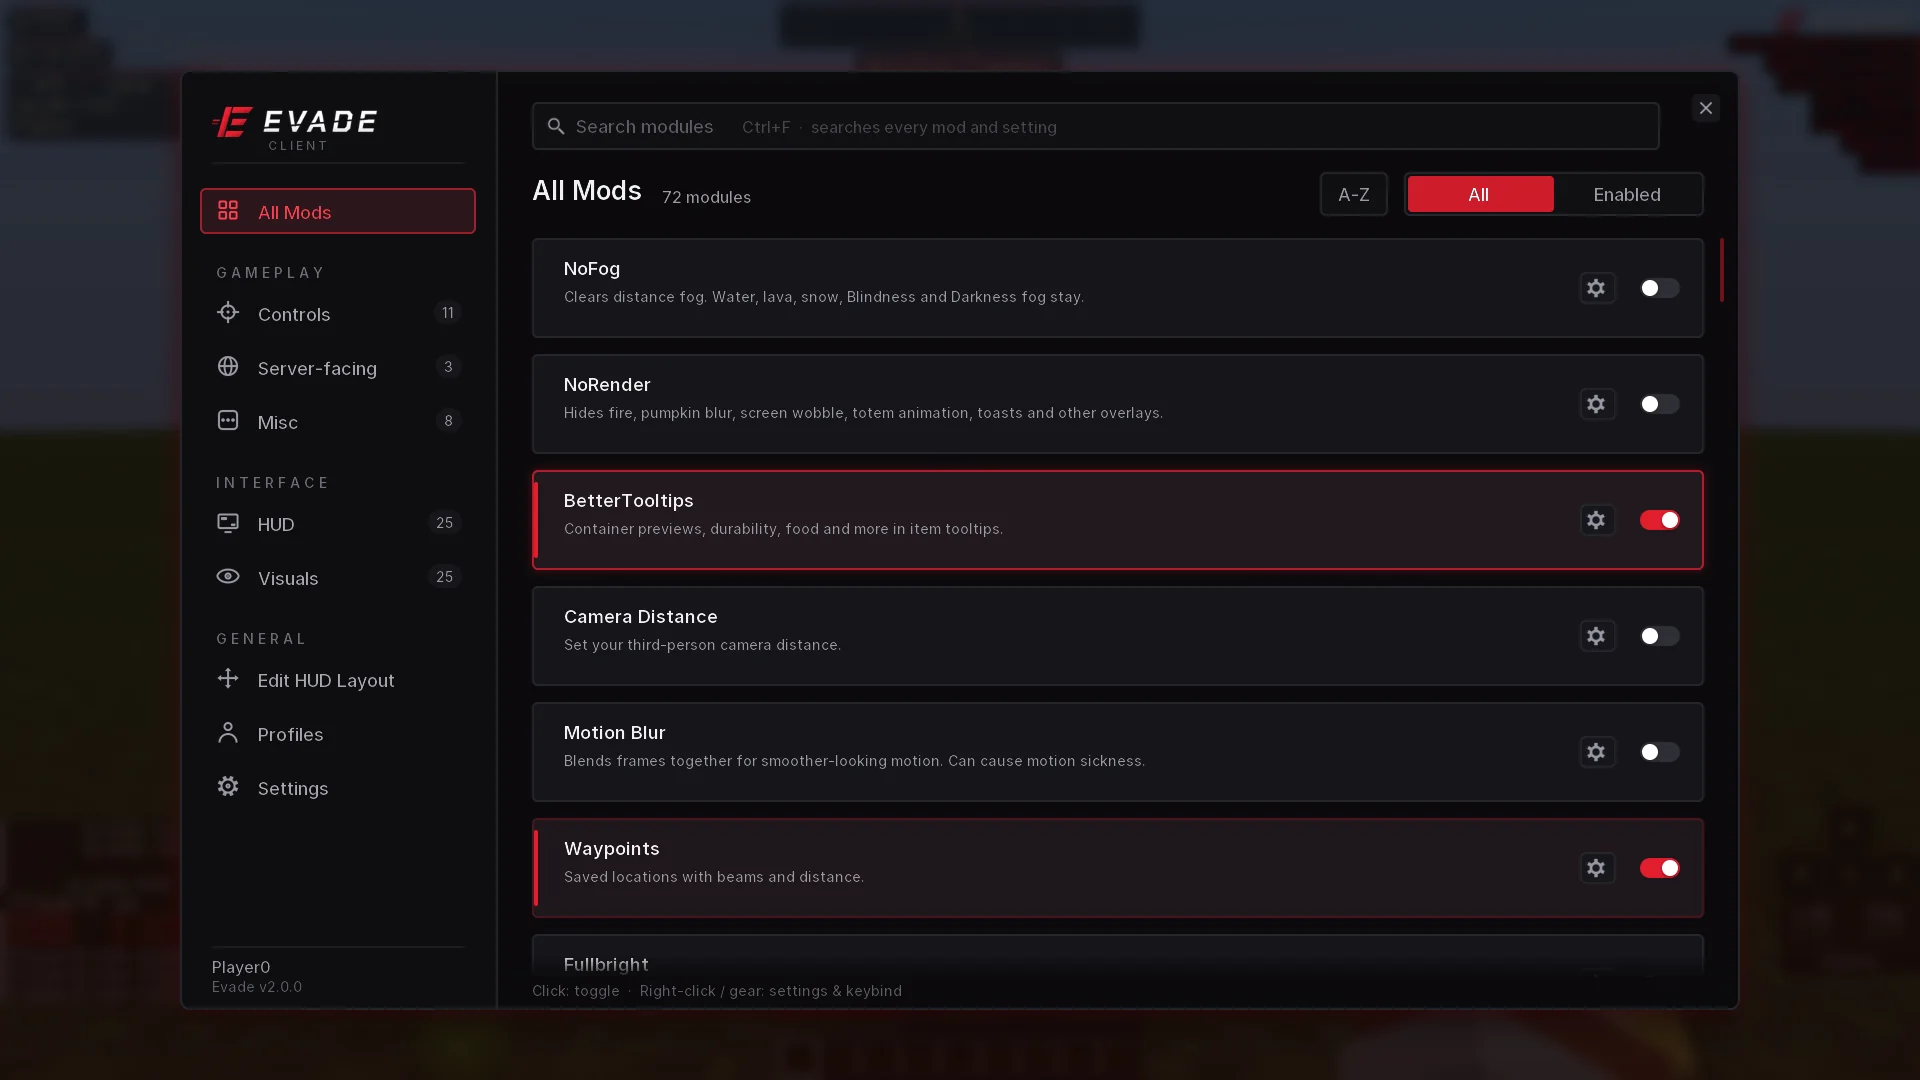 EVADE
CLIENT
All Mods
GAMEPLAY
Controls 11
Server-facing 3
Misc 8
INTERFACE
HUD 25
Visuals 25
GENERAL
Edit HUD Layout
Profiles
Settings
Player0
Evade v2.0.0
Search modules Ctrl+F · searches every mod and setting
All Mods 72 modules
A-Z All Enabled
NoFog
Clears distance fog. Water, lava, snow, Blindness and Darkness fog stay.
NoRender
Hides fire, pumpkin blur, screen wobble, totem animation, toasts and other overlays.
BetterTooltips
Container previews, durability, food and more in item tooltips.
Camera Distance
Set your third-person camera distance.
Motion Blur
Blends frames together for smoother-looking motion. Can cause motion sickness.
Waypoints
Saved locations with beams and distance.
Fullbright
Click: toggle · Right-click / gear: settings & keybind